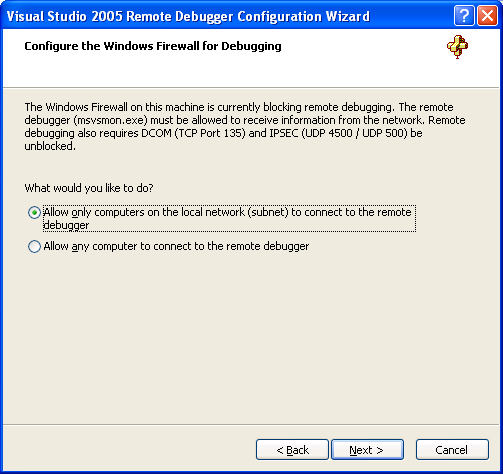 Visual Studio 2005 Remote Debugger Configuration Wizard
Configure the Windows Firewall for Debugging
The Windows Firewall on this machine is currently blocking remote debugging. The remote
debugger (msvsmon.exe) must be allowed to receive information from the network. Remote
debugging also requires DCOM (TCP Port 135) and IPSEC (UDP 4500 / UDP 500) be
unblocked.
What would you like to do?
Allow only computers on the local network (subnet) to connect to the remote
debugger
Allow any computer to connect to the remote debugger
< Back Next > Cancel